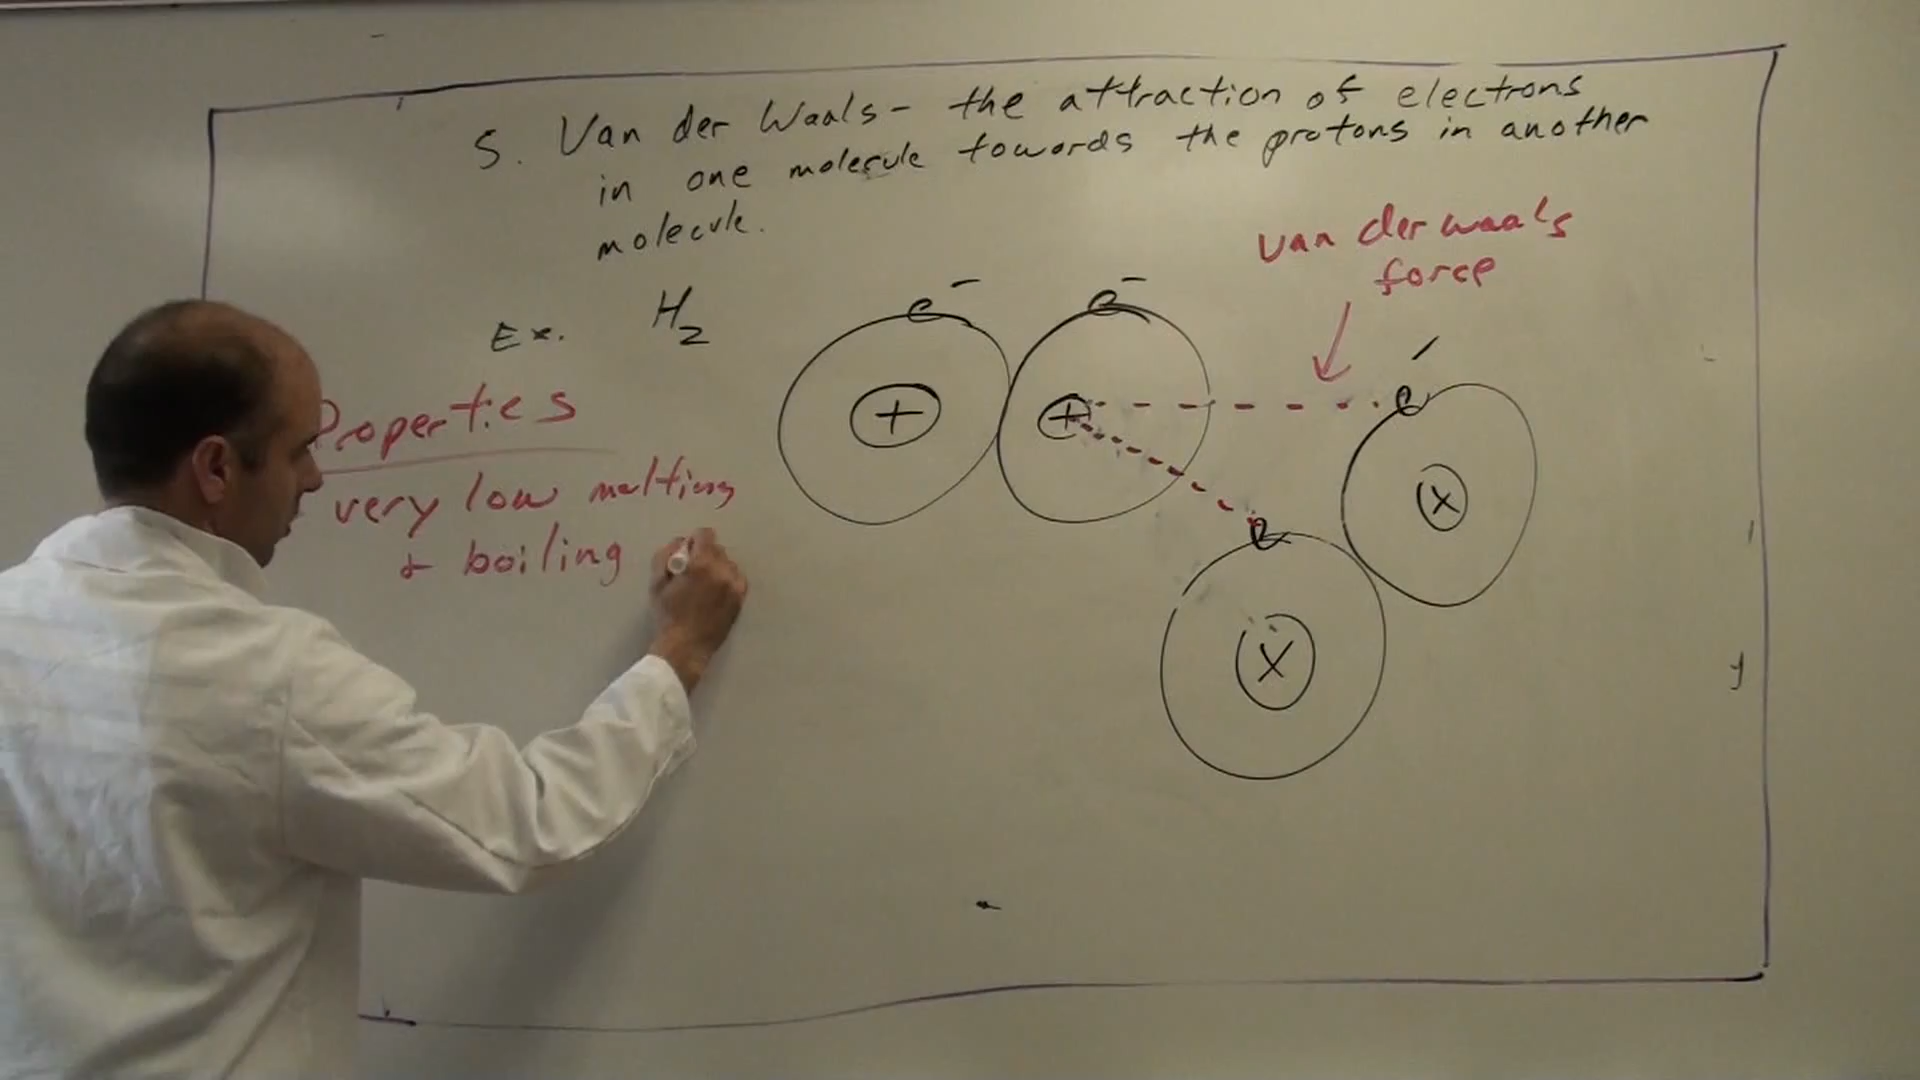 5. Van der Waals - the attraction of electrons
in one molecule towards the protons in another
molecule.
van der waals
force
Ex. H2
e-
e-
e-
+
+
e
x
x
Properties
very low melting
+ boiling